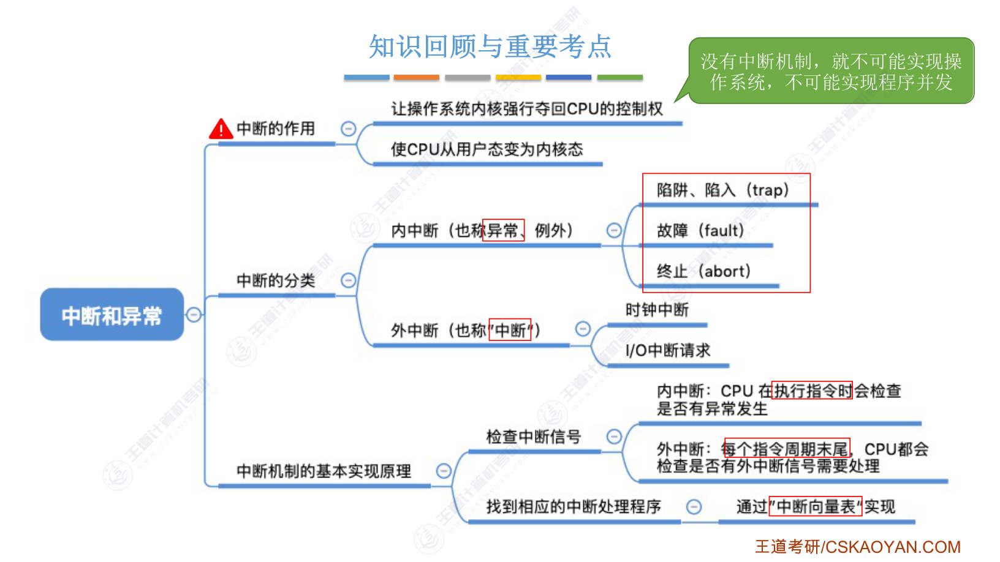 知识回顾与重要考点
没有中断机制，就不可能实现操
作系统，不可能实现程序并发
让操作系统内核强行夺回CPU的控制权
中断的作用
使CPU从用户态变为内核态
陷阱、陷入（trap）
内中断（也称异常、例外）
故障（fault）
终止（abort）
中断的分类
中断和异常
时钟中断
外中断（也称"中断"）
I/O中断请求
内中断：CPU 在执行指令时会检查
是否有异常发生
检查中断信号
外中断：每个指令周期末尾，CPU都会
检查是否有外中断信号需要处理
中断机制的基本实现原理
找到相应的中断处理程序
通过"中断向量表"实现
王道考研/CSKAOYAN.COM
王道计算机考研
www.cskaoyan.com